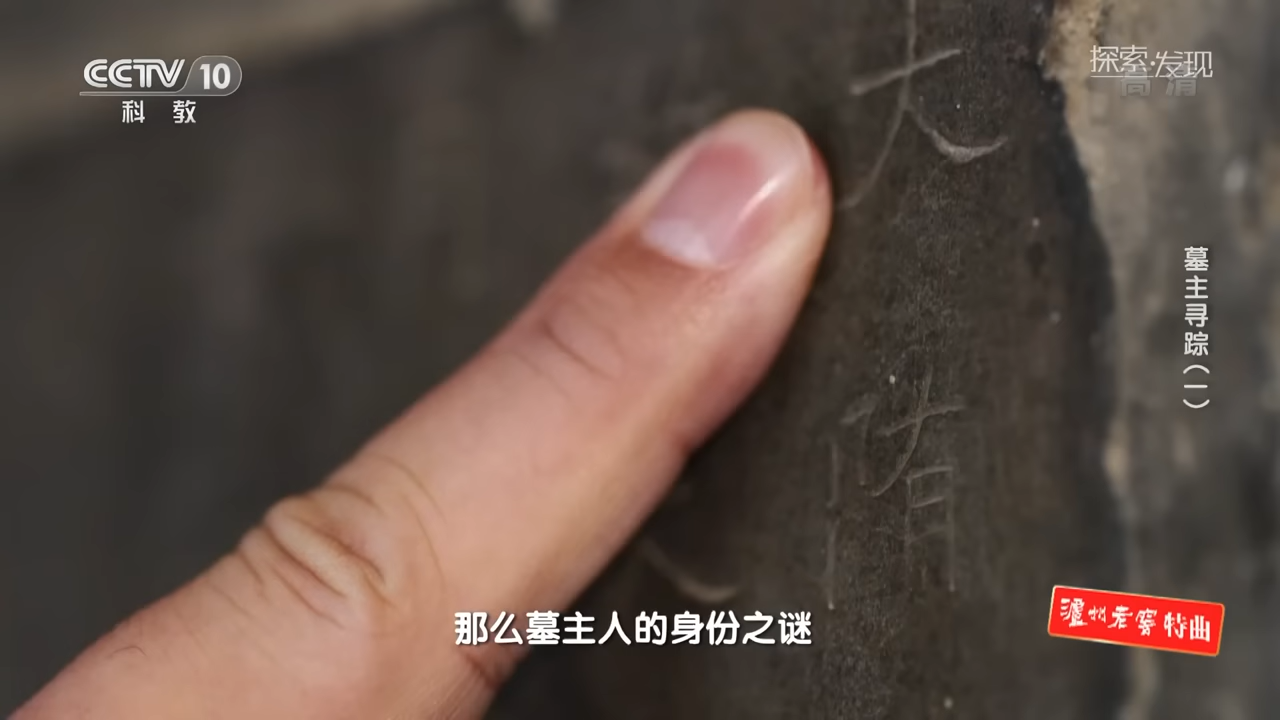 CCTV 10
科教
探索·发现
高清
大
墓主寻踪(一)
那么墓主人的身份之谜
泸州老窖 特曲